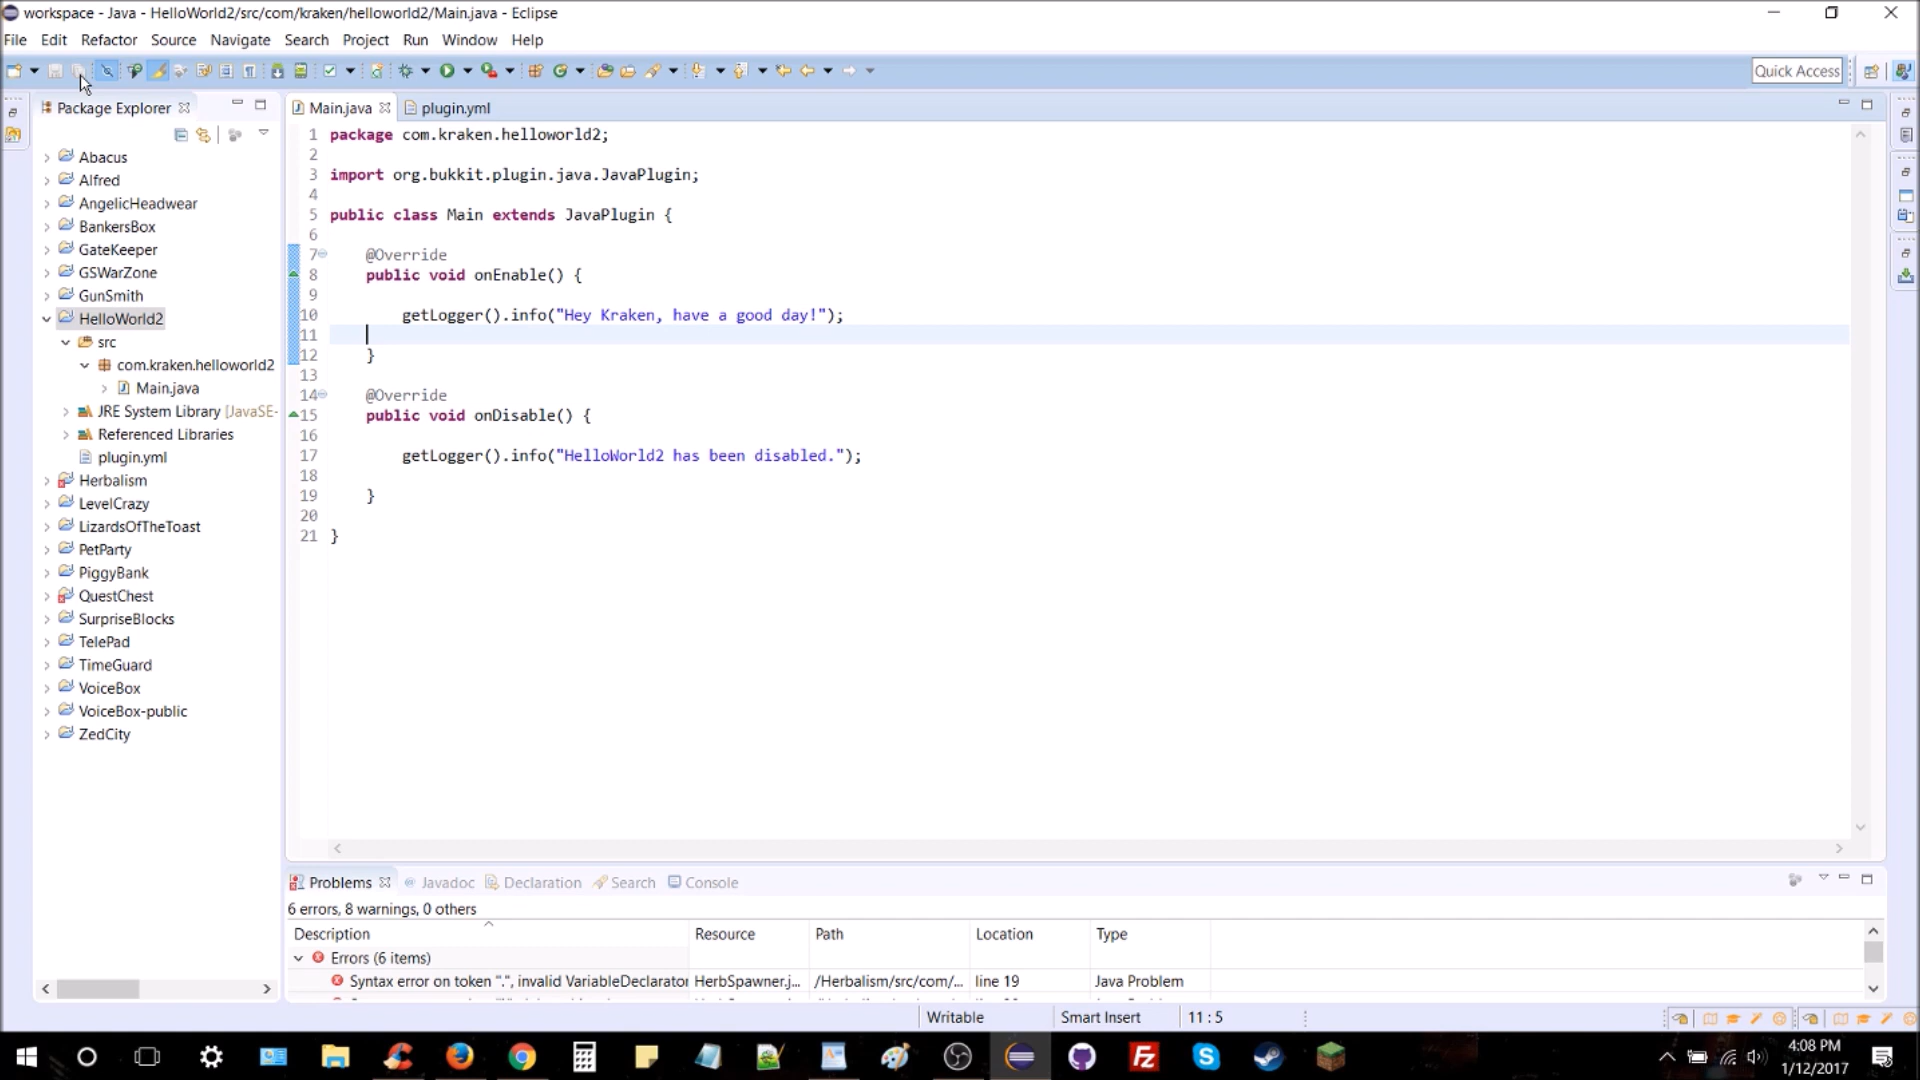 workspace - Java - HelloWorld2/src/com/kraken/helloworld2/Main.java - Eclipse
File Edit Refactor Source Navigate Search Project Run Window Help
Quick Access
Package Explorer
Abacus
Alfred
AngelicHeadwear
BankersBox
GateKeeper
GSWarZone
GunSmith
HelloWorld2
src
com.kraken.helloworld2
Main.java
JRE System Library [JavaSE-
Referenced Libraries
plugin.yml
Herbalism
LevelCrazy
LizardsOfTheToast
PetParty
PiggyBank
QuestChest
SurpriseBlocks
TelePad
TimeGuard
VoiceBox
VoiceBox-public
ZedCity
Main.java plugin.yml
1 package com.kraken.helloworld2;
2
3 import org.bukkit.plugin.java.JavaPlugin;
4
5 public class Main extends JavaPlugin {
6
7 @Override
8 public void onEnable() {
9
10 getLogger().info("Hey Kraken, have a good day!");
11
12 }
13
14 @Override
15 public void onDisable() {
16
17 getLogger().info("HelloWorld2 has been disabled.");
18
19 }
20
21 }
Problems Javadoc Declaration Search Console
6 errors, 8 warnings, 0 others
Description Resource Path Location Type
Errors (6 items)
Syntax error on token ".", invalid VariableDeclarator HerbSpawner.j... /Herbalism/src/com/... line 19 Java Problem
Writable Smart Insert 11 : 5
4:08 PM
1/12/2017